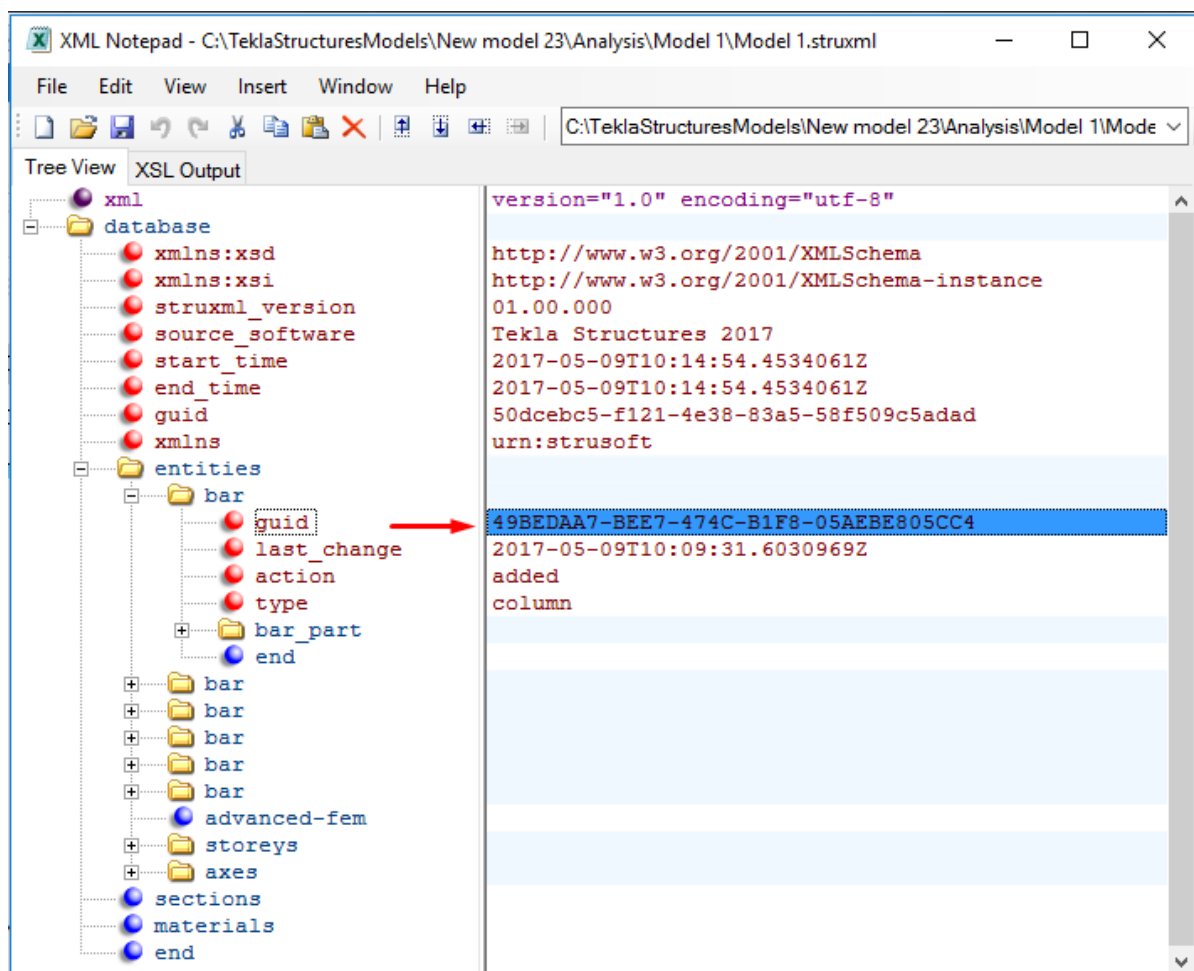 XML Notepad - C:\TeklaStructuresModels\New model 23\Analysis\Model 1\Model 1.struxml
File Edit View Insert Window Help
C:\TeklaStructuresModels\New model 23\Analysis\Model 1\Mode
Tree View XSL Output
xml version="1.0" encoding="utf-8"
database
xmlns:xsd http://www.w3.org/2001/XMLSchema
xmlns:xsi http://www.w3.org/2001/XMLSchema-instance
struxml_version 01.00.000
source_software Tekla Structures 2017
start_time 2017-05-09T10:14:54.4534061Z
end_time 2017-05-09T10:14:54.4534061Z
guid 50dcebc5-f121-4e38-83a5-58f509c5adad
xmlns urn:strusoft
entities
bar
guid 49BEDAA7-BEE7-474C-B1F8-05AEBE805CC4
last_change 2017-05-09T10:09:31.6030969Z
action added
type column
bar_part
end
bar
bar
bar
bar
bar
advanced-fem
storeys
axes
sections
materials
end